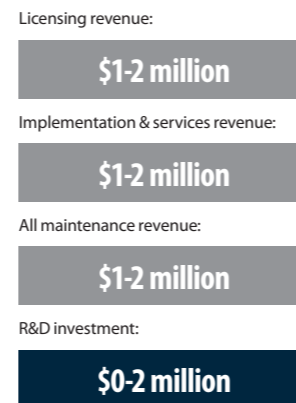 Licensing revenue:
$1-2 million
Implementation & services revenue:
$1-2 million
All maintenance revenue:
$1-2 million
R&D investment:
$0-2 million